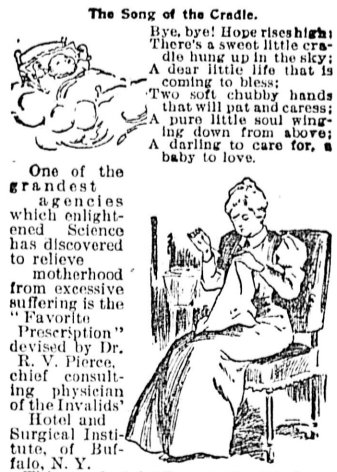 The Song of the Cradle.
Bye, bye! Hope rises high;
There's a sweet little cra-
dle hung up in the sky;
A dear little life that is
coming to bless;
Two soft chubby hands
that will pat and caress;
A pure little soul wing-
ing down from above;
A darling to care for, a
baby to love.
One of the
grandest
agencies
which enlight-
ened Science
has discovered
to relieve
motherhood
from excessive
suffering is the
"Favorite
Prescription"
devised by Dr.
R. V. Pierce,
chief consult-
ing physician
of the Invalids'
Hotel and
Surgical Insti-
tute, of Buf-
falo, N. Y.